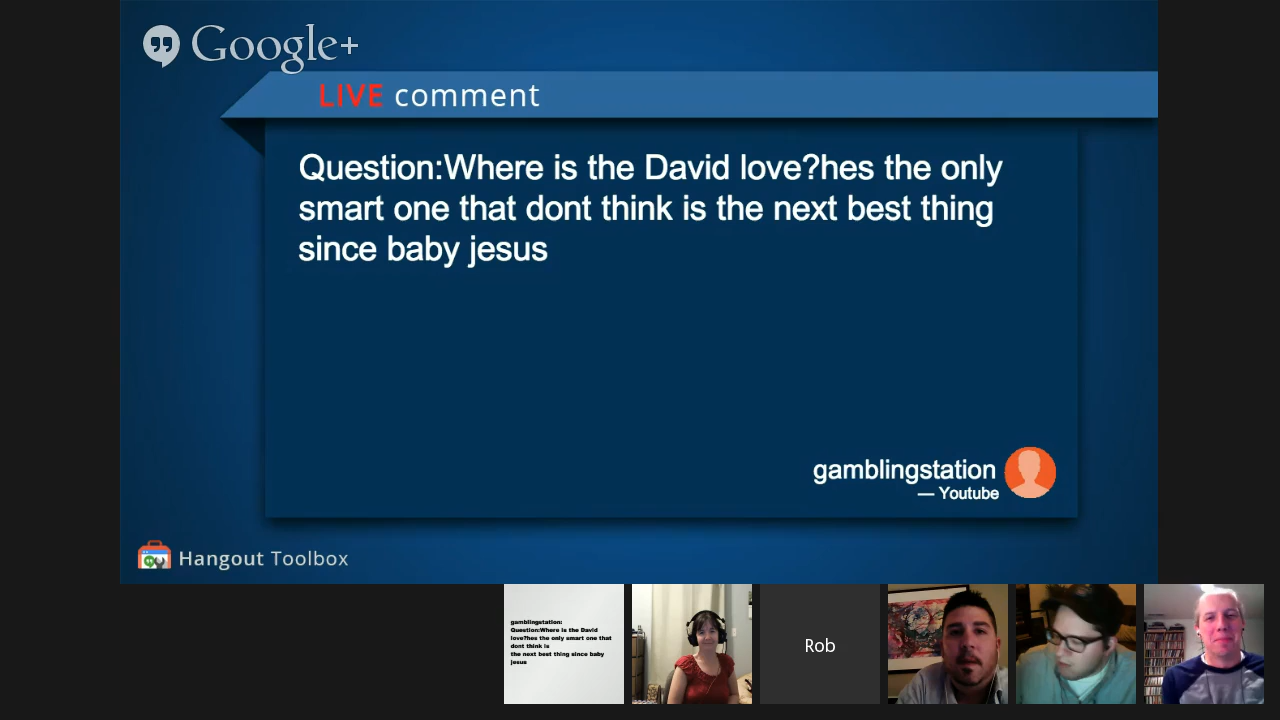 Google+
LIVE comment
Question:Where is the David love?hes the only
smart one that dont think is the next best thing
since baby jesus
gamblingstation
— Youtube
Hangout Toolbox
gamblingstation:
Question:Where is the David
love?hes the only smart one that
dont think is
the next best thing since baby
jesus
Rob